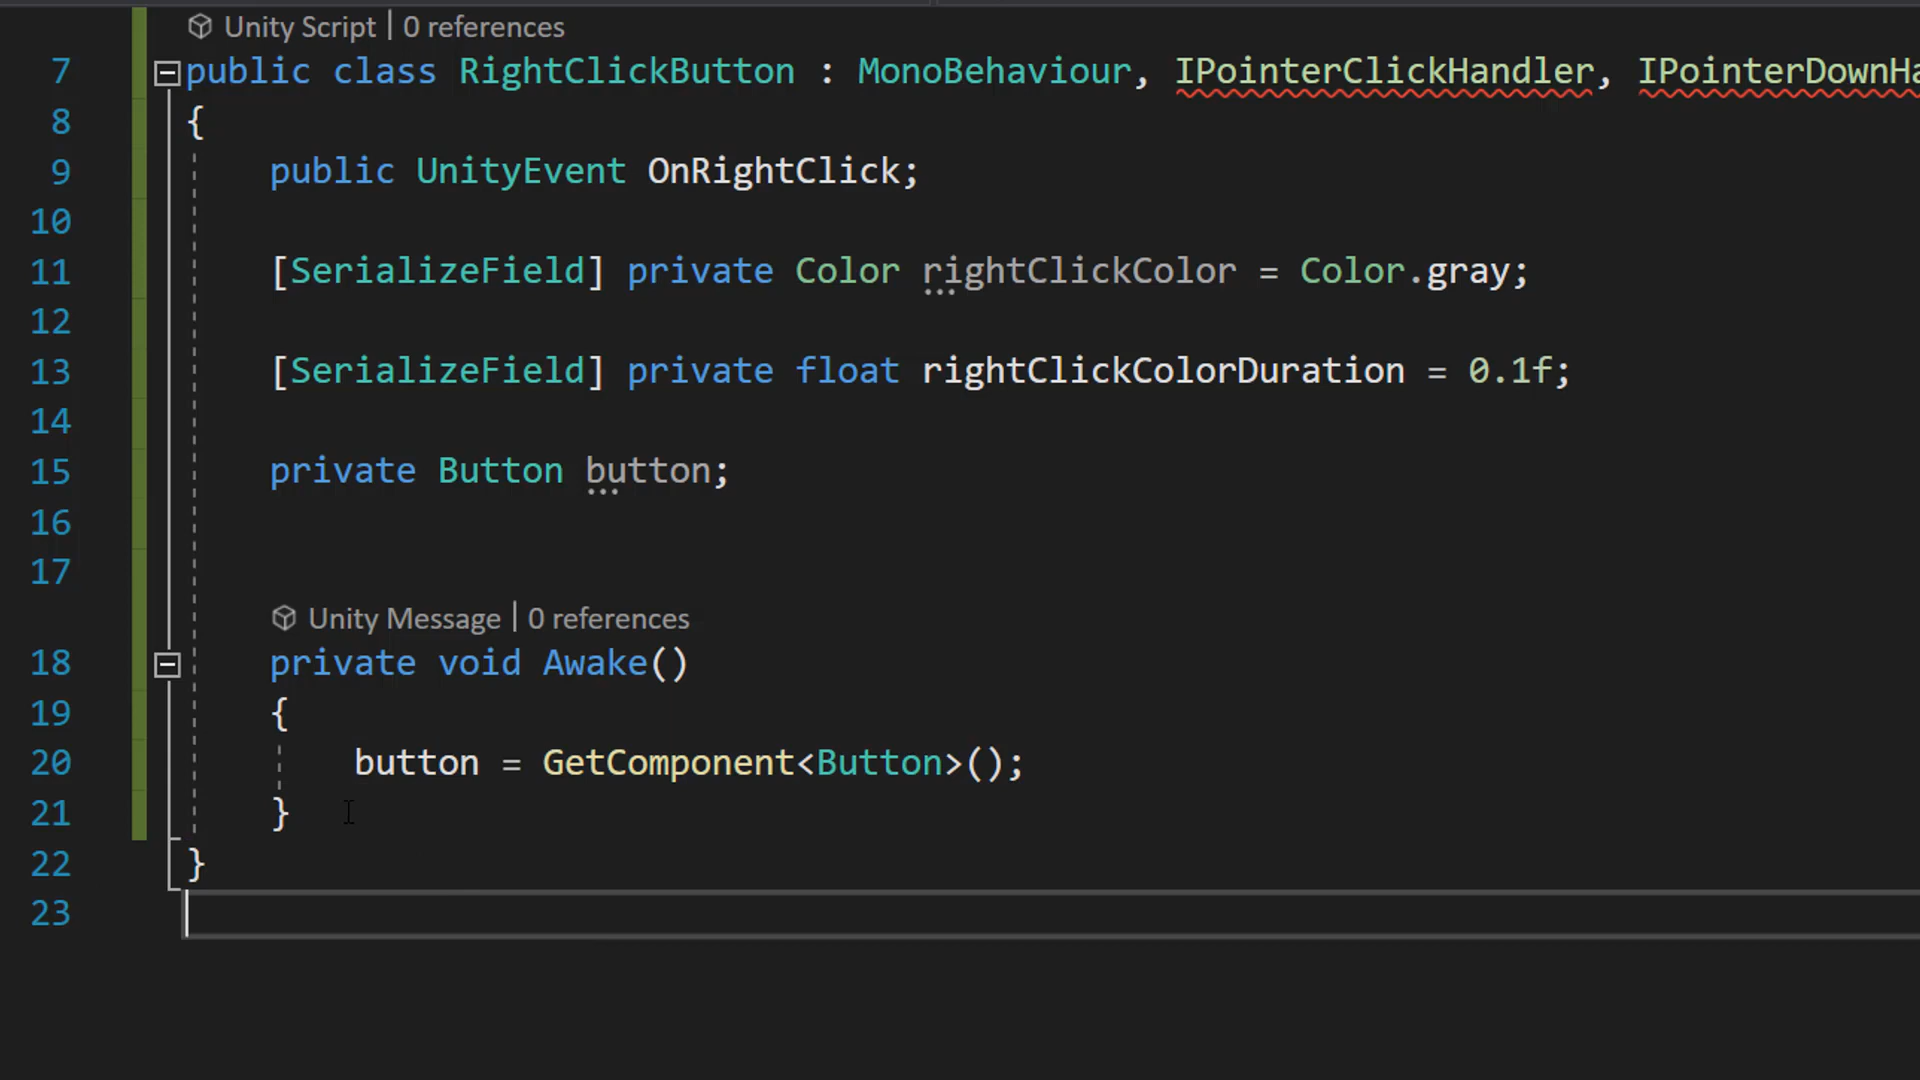 Unity Script | 0 references
7 public class RightClickButton : MonoBehaviour, IPointerClickHandler, IPointerDownHa
8 {
9 public UnityEvent OnRightClick;
10
11 [SerializeField] private Color rightClickColor = Color.gray;
12
13 [SerializeField] private float rightClickColorDuration = 0.1f;
14
15 private Button button;
16
17
Unity Message | 0 references
18 private void Awake()
19 {
20 button = GetComponent<Button>();
21 }
22 }
23